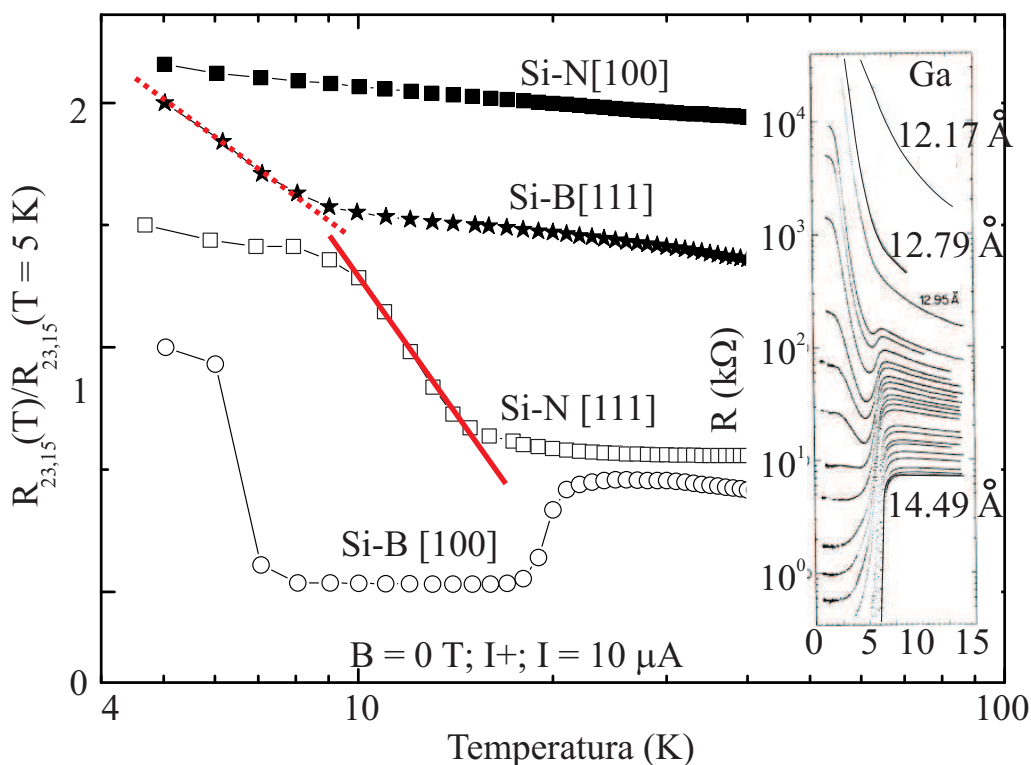 R₂₃,₁₅(T)/R₂₃,₁₅ (T = 5 K)
2
1
0
Si-N[100]
Si-B[111]
Si-N [111]
Si-B [100]
B = 0 T; I+; I = 10 μA
4
10
100
Temperatura (K)
R (kΩ)
10⁴
10³
10²
10¹
10⁰
Ga
12.17 Å
12.79 Å
12.95 Å
14.49 Å
0 5 10 15